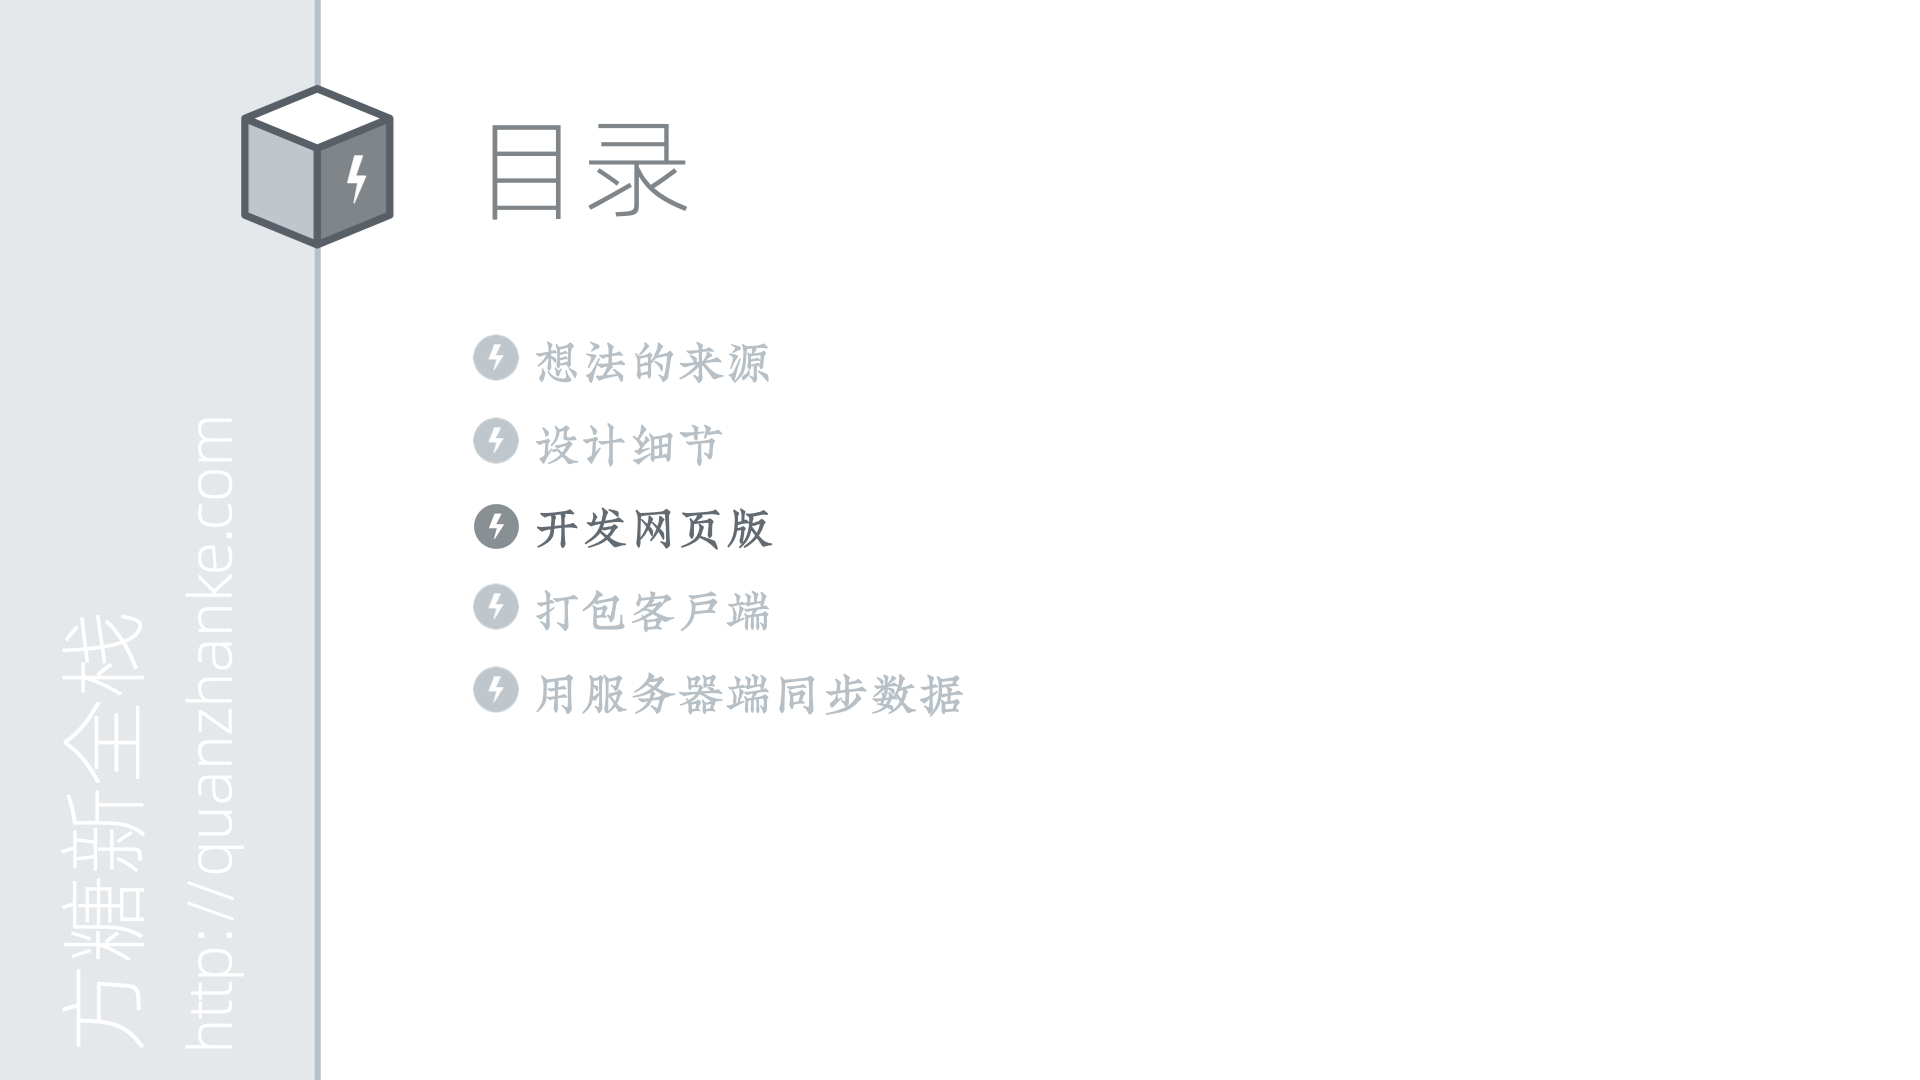 目录
想法的来源
设计细节
开发网页版
打包客户端
用服务器端同步数据
方糖新全栈
http://quanzhanke.com